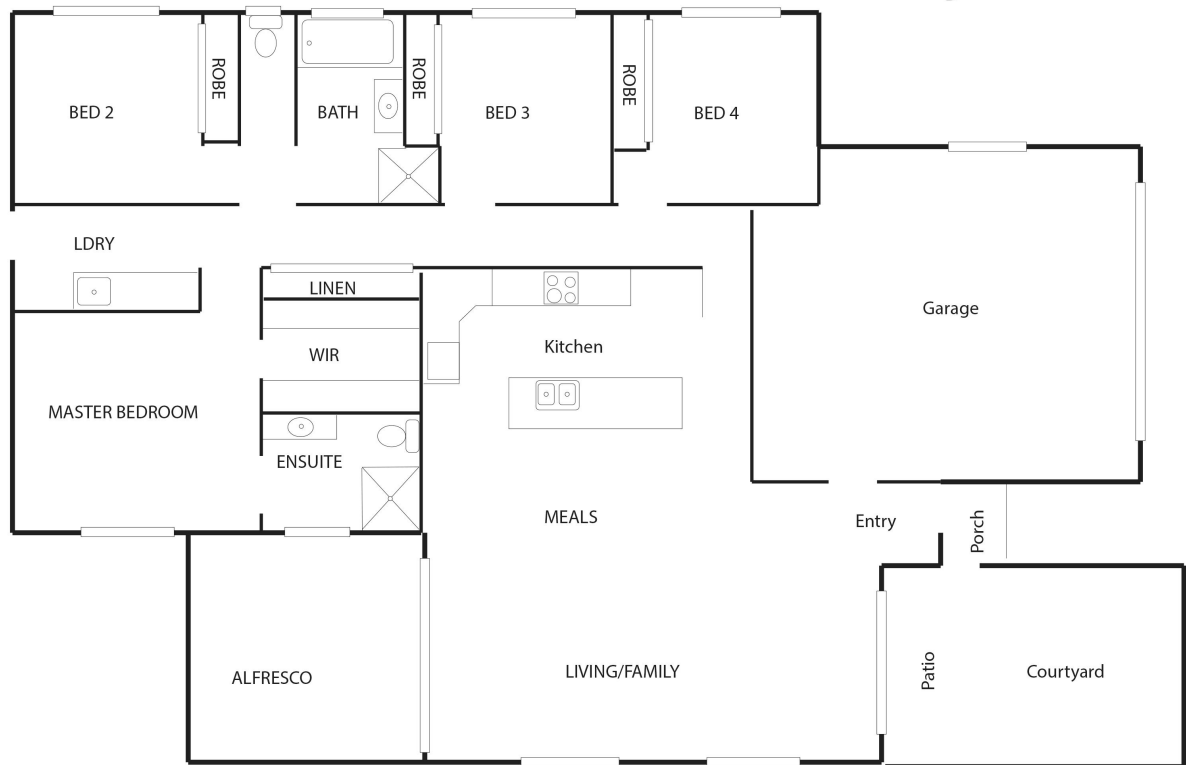 ROBE
ROBE
ROBE
BED 2
BATH
BED 3
BED 4
LDRY
LINEN
Garage
Kitchen
WIR
MASTER BEDROOM
ENSUITE
MEALS
Entry
Porch
ALFRESCO
LIVING/FAMILY
Patio
Courtyard